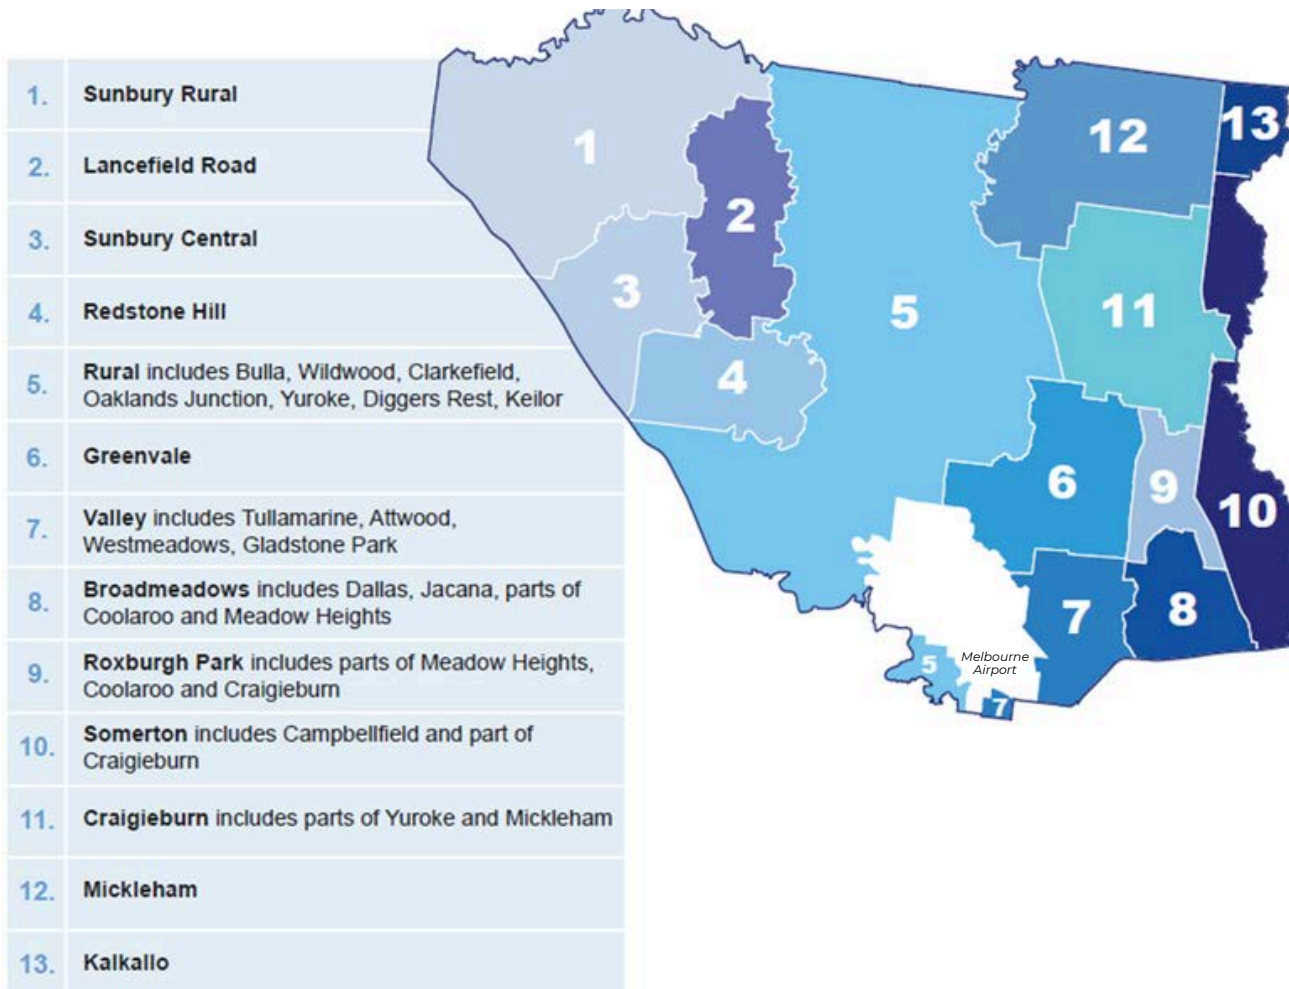 1. Sunbury Rural
2. Lancefield Road
3. Sunbury Central
4. Redstone Hill
5. Rural includes Bulla, Wildwood, Clarkefield,
Oaklands Junction, Yuroke, Diggers Rest, Keilor
6. Greenvale
7. Valley includes Tullamarine, Attwood,
Westmeadows, Gladstone Park
8. Broadmeadows includes Dallas, Jacana, parts of
Coolaroo and Meadow Heights
9. Roxburgh Park includes parts of Meadow Heights,
Coolaroo and Craigieburn
10. Somerton includes Campbellfield and part of
Craigieburn
11. Craigieburn includes parts of Yuroke and Mickleham
12. Mickleham
13. Kalkallo
1
2
3
4
5
12
13
11
6
9
10
7
8
5
Melbourne
Airport
7